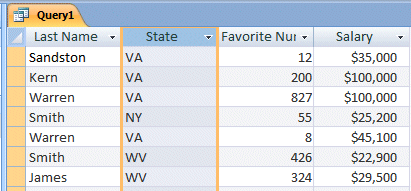 Query1
Last Name State Favorite Nur Salary
Sandston VA 12 $35,000
Kern VA 200 $100,000
Warren VA 827 $100,000
Smith NY 55 $25,200
Warren VA 8 $45,100
Smith WV 426 $22,900
James WV 324 $29,500